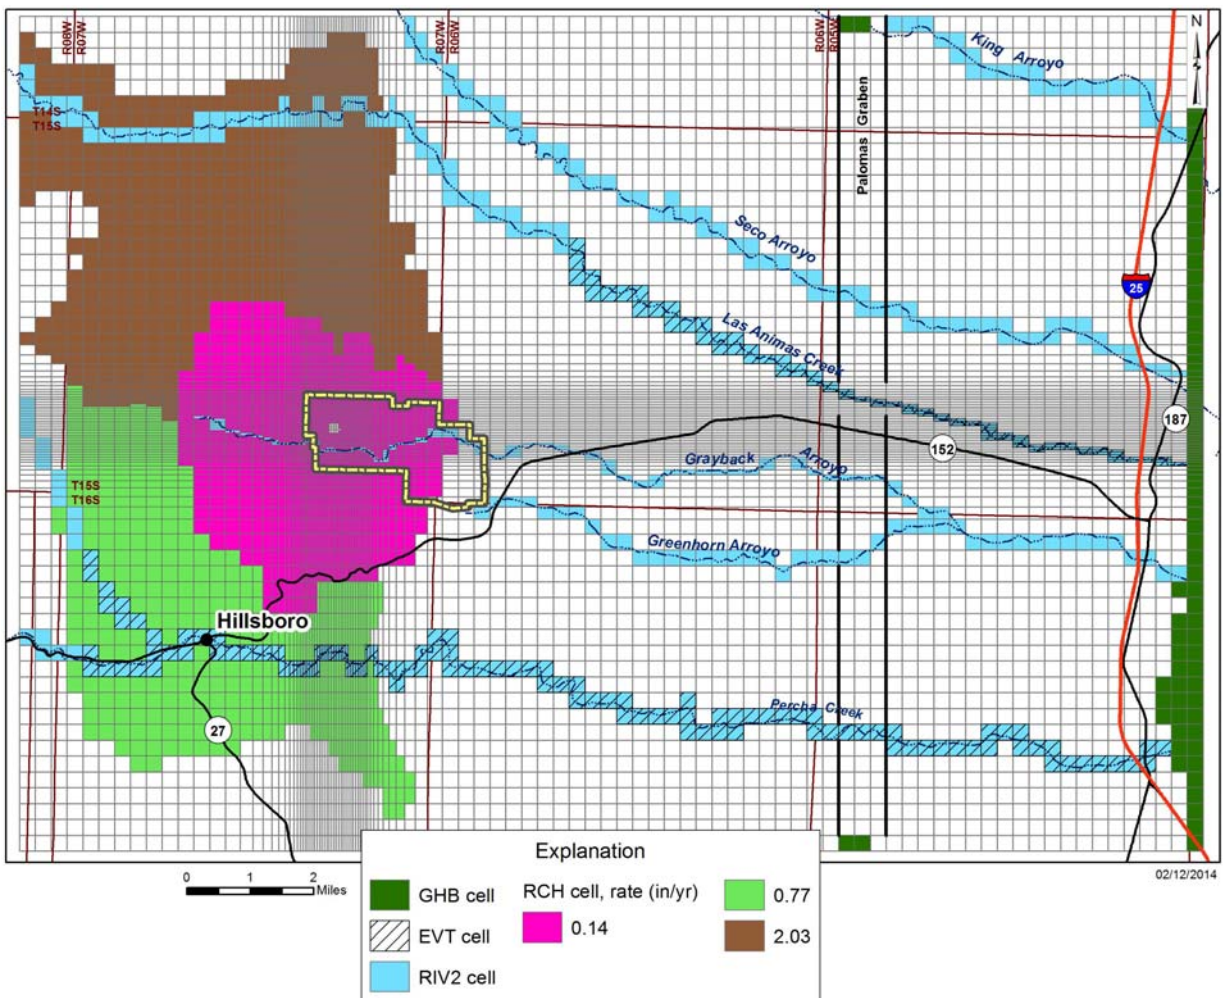 R08W
R07W
R07W
R06W
R06W
R05W
N
King Arroyo
T14S
T15S
Palomas Graben
Seco Arroyo
25
Las Animas Creek
187
152
Grayback Arroyo
T15S
T16S
Greenhorn Arroyo
Hillsboro
Percha Creek
27
0 1 2
Miles
02/12/2014
Explanation
GHB cell
RCH cell, rate (in/yr)
0.77
EVT cell
0.14
2.03
RIV2 cell